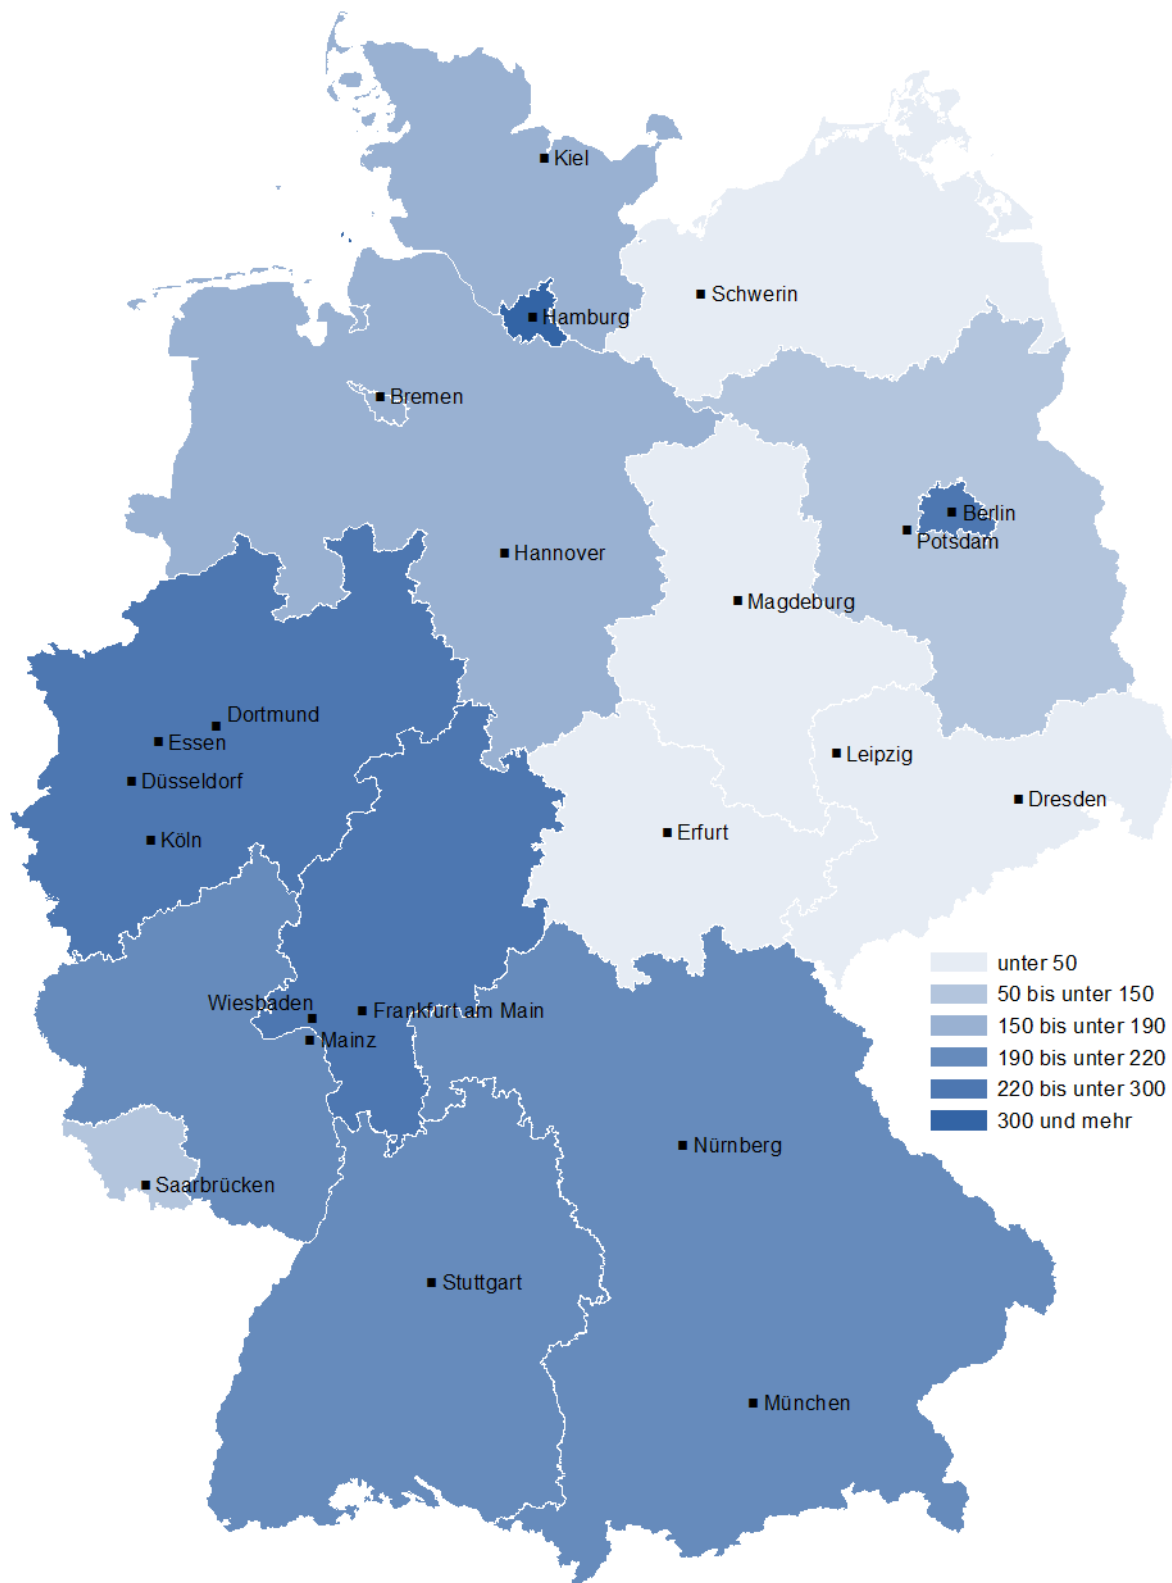 Kiel
Schwerin
Hamburg
Bremen
Berlin
Potsdam
Hannover
Magdeburg
Dortmund
Essen
Leipzig
Düsseldorf
Dresden
Erfurt
Köln
Wiesbaden
Frankfurt am Main
Mainz
Nürnberg
Saarbrücken
Stuttgart
München
unter 50
50 bis unter 150
150 bis unter 190
190 bis unter 220
220 bis unter 300
300 und mehr